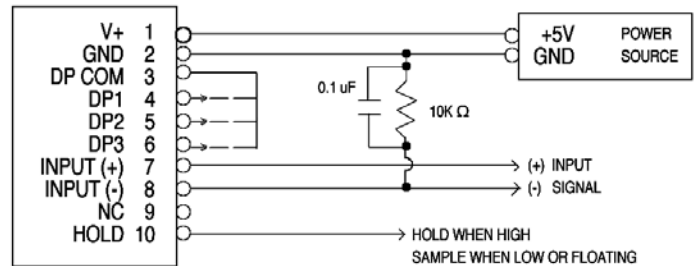 V+ 1
GND 2
DP COM 3
DP1 4
DP2 5
DP3 6
INPUT (+) 7
INPUT (-) 8
NC 9
HOLD 10
0.1 uF
10K Ω
+5V POWER
GND SOURCE
(+) INPUT
(-) SIGNAL
HOLD WHEN HIGH
SAMPLE WHEN LOW OR FLOATING